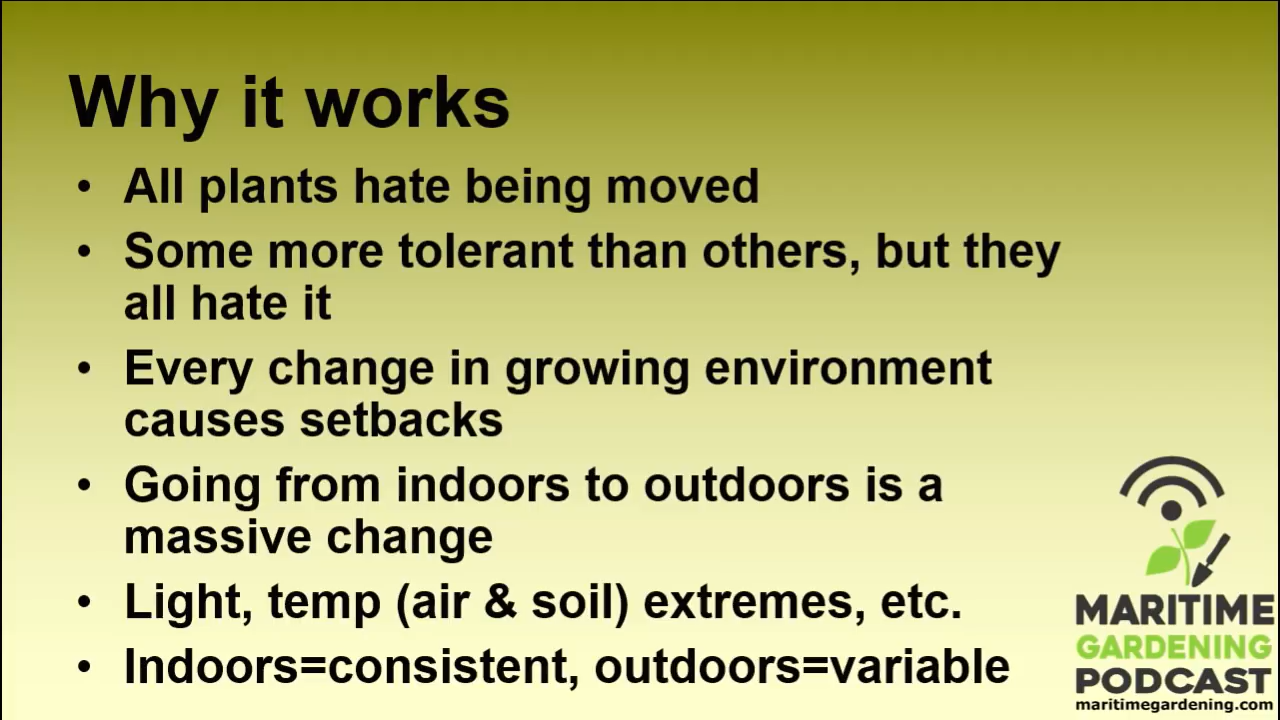 Why it works
• All plants hate being moved
• Some more tolerant than others, but they
all hate it
• Every change in growing environment
causes setbacks
• Going from indoors to outdoors is a
massive change
• Light, temp (air & soil) extremes, etc.
• Indoors=consistent, outdoors=variable
MARITIME
GARDENING
PODCAST
maritimegardening.com